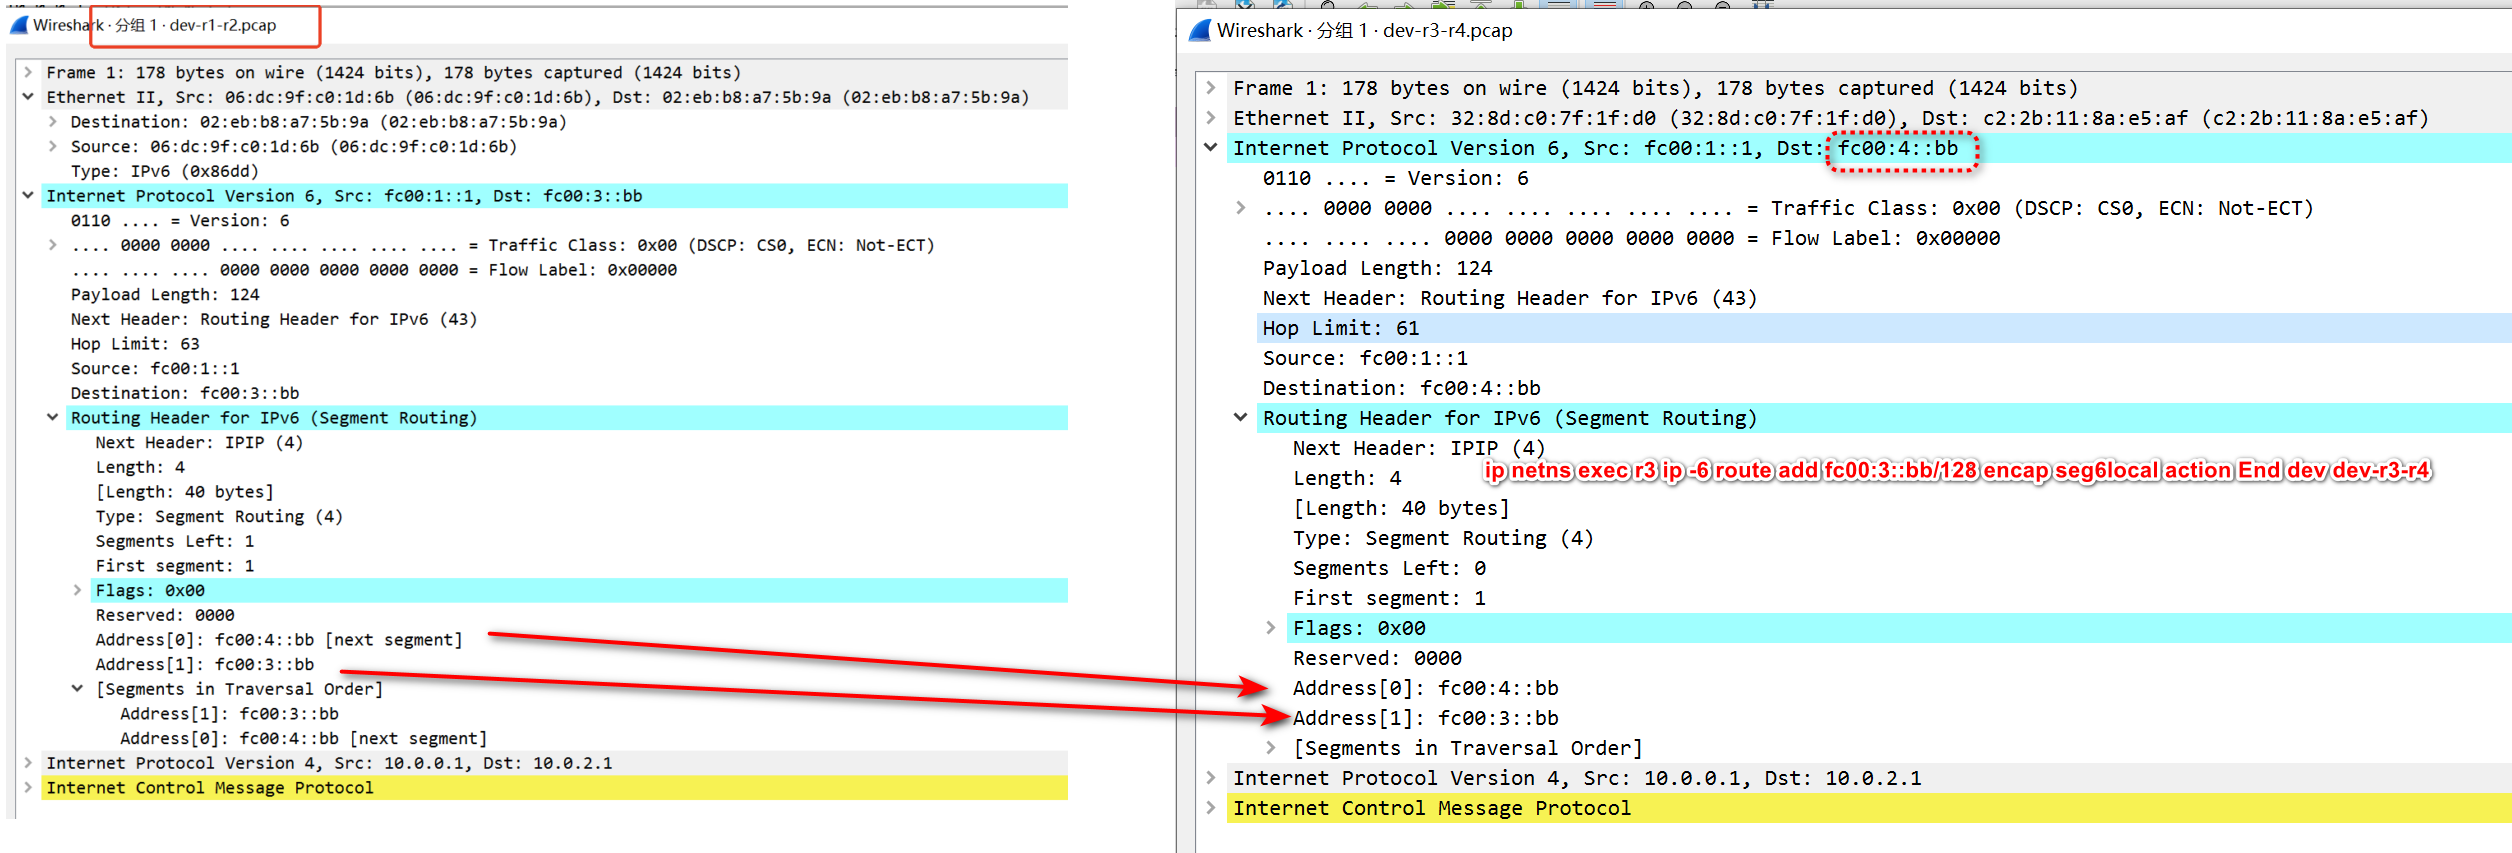 Wireshark · 分组 1 · dev-r1-r2.pcap
Frame 1: 178 bytes on wire (1424 bits), 178 bytes captured (1424 bits)
Ethernet II, Src: 06:dc:9f:c0:1d:6b (06:dc:9f:c0:1d:6b), Dst: 02:eb:b8:a7:5b:9a (02:eb:b8:a7:5b:9a)
Destination: 02:eb:b8:a7:5b:9a (02:eb:b8:a7:5b:9a)
Source: 06:dc:9f:c0:1d:6b (06:dc:9f:c0:1d:6b)
Type: IPv6 (0x86dd)
Internet Protocol Version 6, Src: fc00:1::1, Dst: fc00:3::bb
0110 .... = Version: 6
.... 0000 0000 .... .... .... .... .... = Traffic Class: 0x00 (DSCP: CS0, ECN: Not-ECT)
.... .... .... 0000 0000 0000 0000 0000 = Flow Label: 0x00000
Payload Length: 124
Next Header: Routing Header for IPv6 (43)
Hop Limit: 63
Source: fc00:1::1
Destination: fc00:3::bb
Routing Header for IPv6 (Segment Routing)
Next Header: IPIP (4)
Length: 4
[Length: 40 bytes]
Type: Segment Routing (4)
Segments Left: 1
First segment: 1
Flags: 0x00
Reserved: 0000
Address[0]: fc00:4::bb [next segment]
Address[1]: fc00:3::bb
[Segments in Traversal Order]
Address[1]: fc00:3::bb
Address[0]: fc00:4::bb [next segment]
Internet Protocol Version 4, Src: 10.0.0.1, Dst: 10.0.2.1
Internet Control Message Protocol
Wireshark · 分组 1 · dev-r3-r4.pcap
Frame 1: 178 bytes on wire (1424 bits), 178 bytes captured (1424 bits)
Ethernet II, Src: 32:8d:c0:7f:1f:d0 (32:8d:c0:7f:1f:d0), Dst: c2:2b:11:8a:e5:af (c2:2b:11:8a:e5:af)
Internet Protocol Version 6, Src: fc00:1::1, Dst: fc00:4::bb
0110 .... = Version: 6
.... 0000 0000 .... .... .... .... .... = Traffic Class: 0x00 (DSCP: CS0, ECN: Not-ECT)
.... .... .... 0000 0000 0000 0000 0000 = Flow Label: 0x00000
Payload Length: 124
Next Header: Routing Header for IPv6 (43)
Hop Limit: 61
Source: fc00:1::1
Destination: fc00:4::bb
Routing Header for IPv6 (Segment Routing)
Next Header: IPIP (4)
ip netns exec r3 ip -6 route add fc00:3::bb/128 encap seg6local action End dev dev-r3-r4
Length: 4
[Length: 40 bytes]
Type: Segment Routing (4)
Segments Left: 0
First segment: 1
Flags: 0x00
Reserved: 0000
Address[0]: fc00:4::bb
Address[1]: fc00:3::bb
[Segments in Traversal Order]
Internet Protocol Version 4, Src: 10.0.0.1, Dst: 10.0.2.1
Internet Control Message Protocol